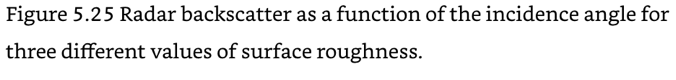 Figure 5.25 Radar backscatter as a function of the incidence angle for
three different values of surface roughness.